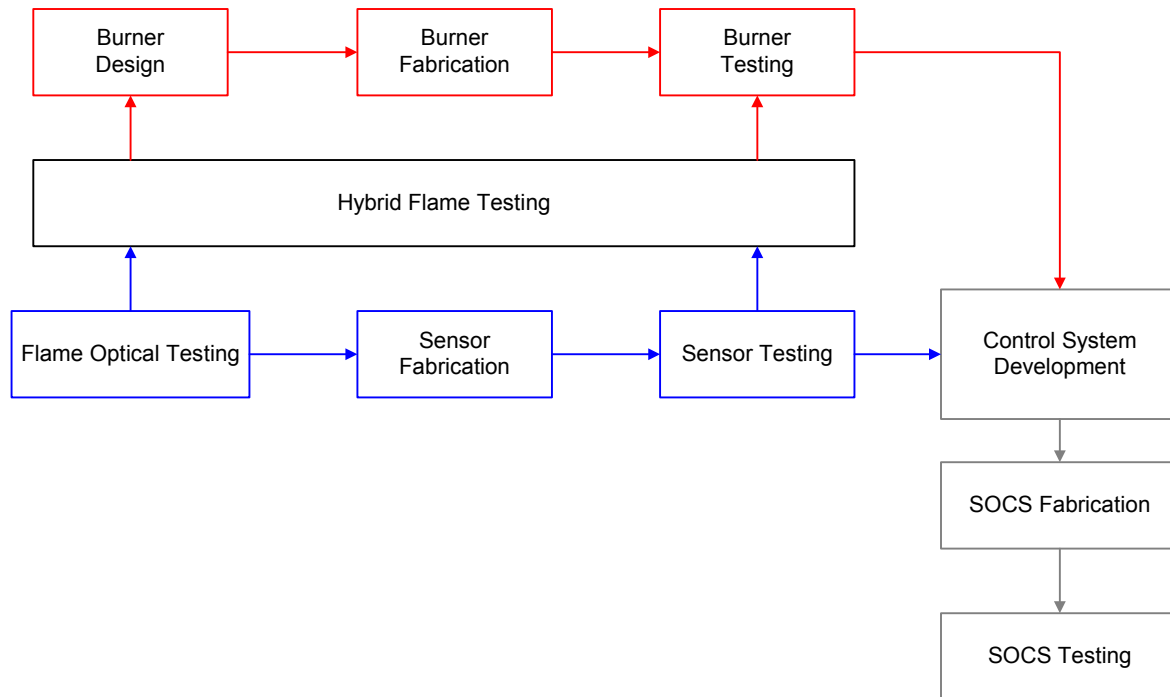 Burner
Design
Burner
Fabrication
Burner
Testing
Hybrid Flame Testing
Flame Optical Testing
Sensor
Fabrication
Sensor Testing
Control System
Development
SOCS Fabrication
SOCS Testing